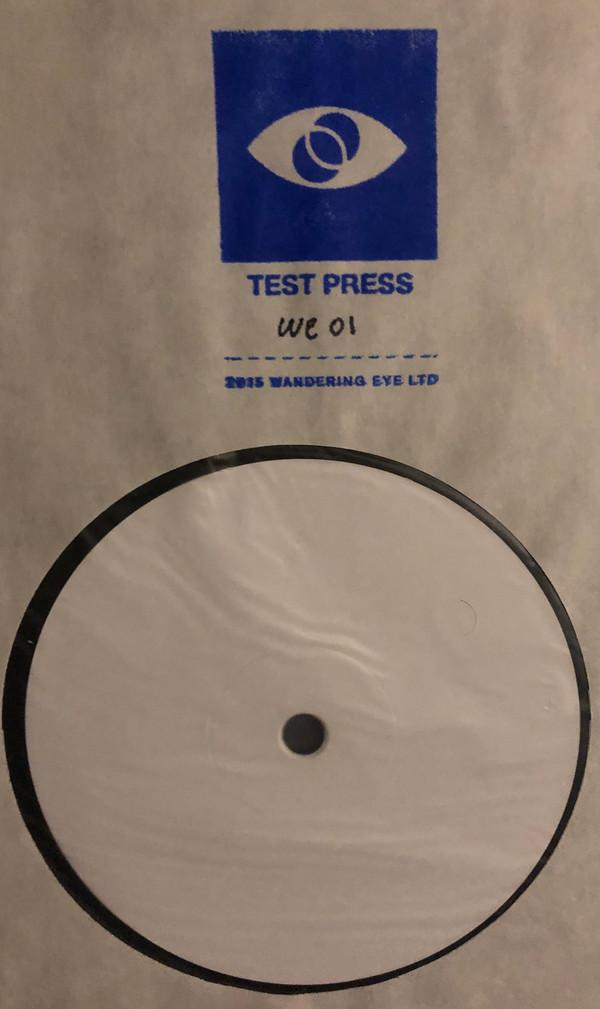 TEST PRESS
WE 01
2015 WANDERING EYE LTD